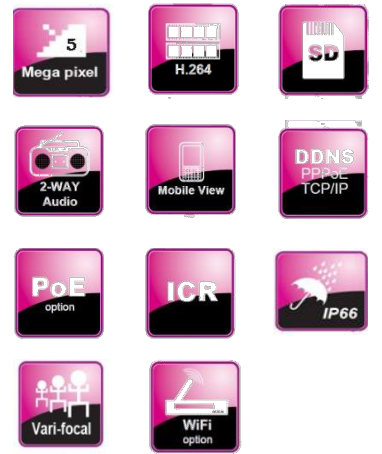 5
Mega pixel
H.264
SD
2-WAY
Audio
Mobile View
DDNS
PPPoE
TCP/IP
PoE
option
ICR
IP66
Vari-focal
WiFi
option